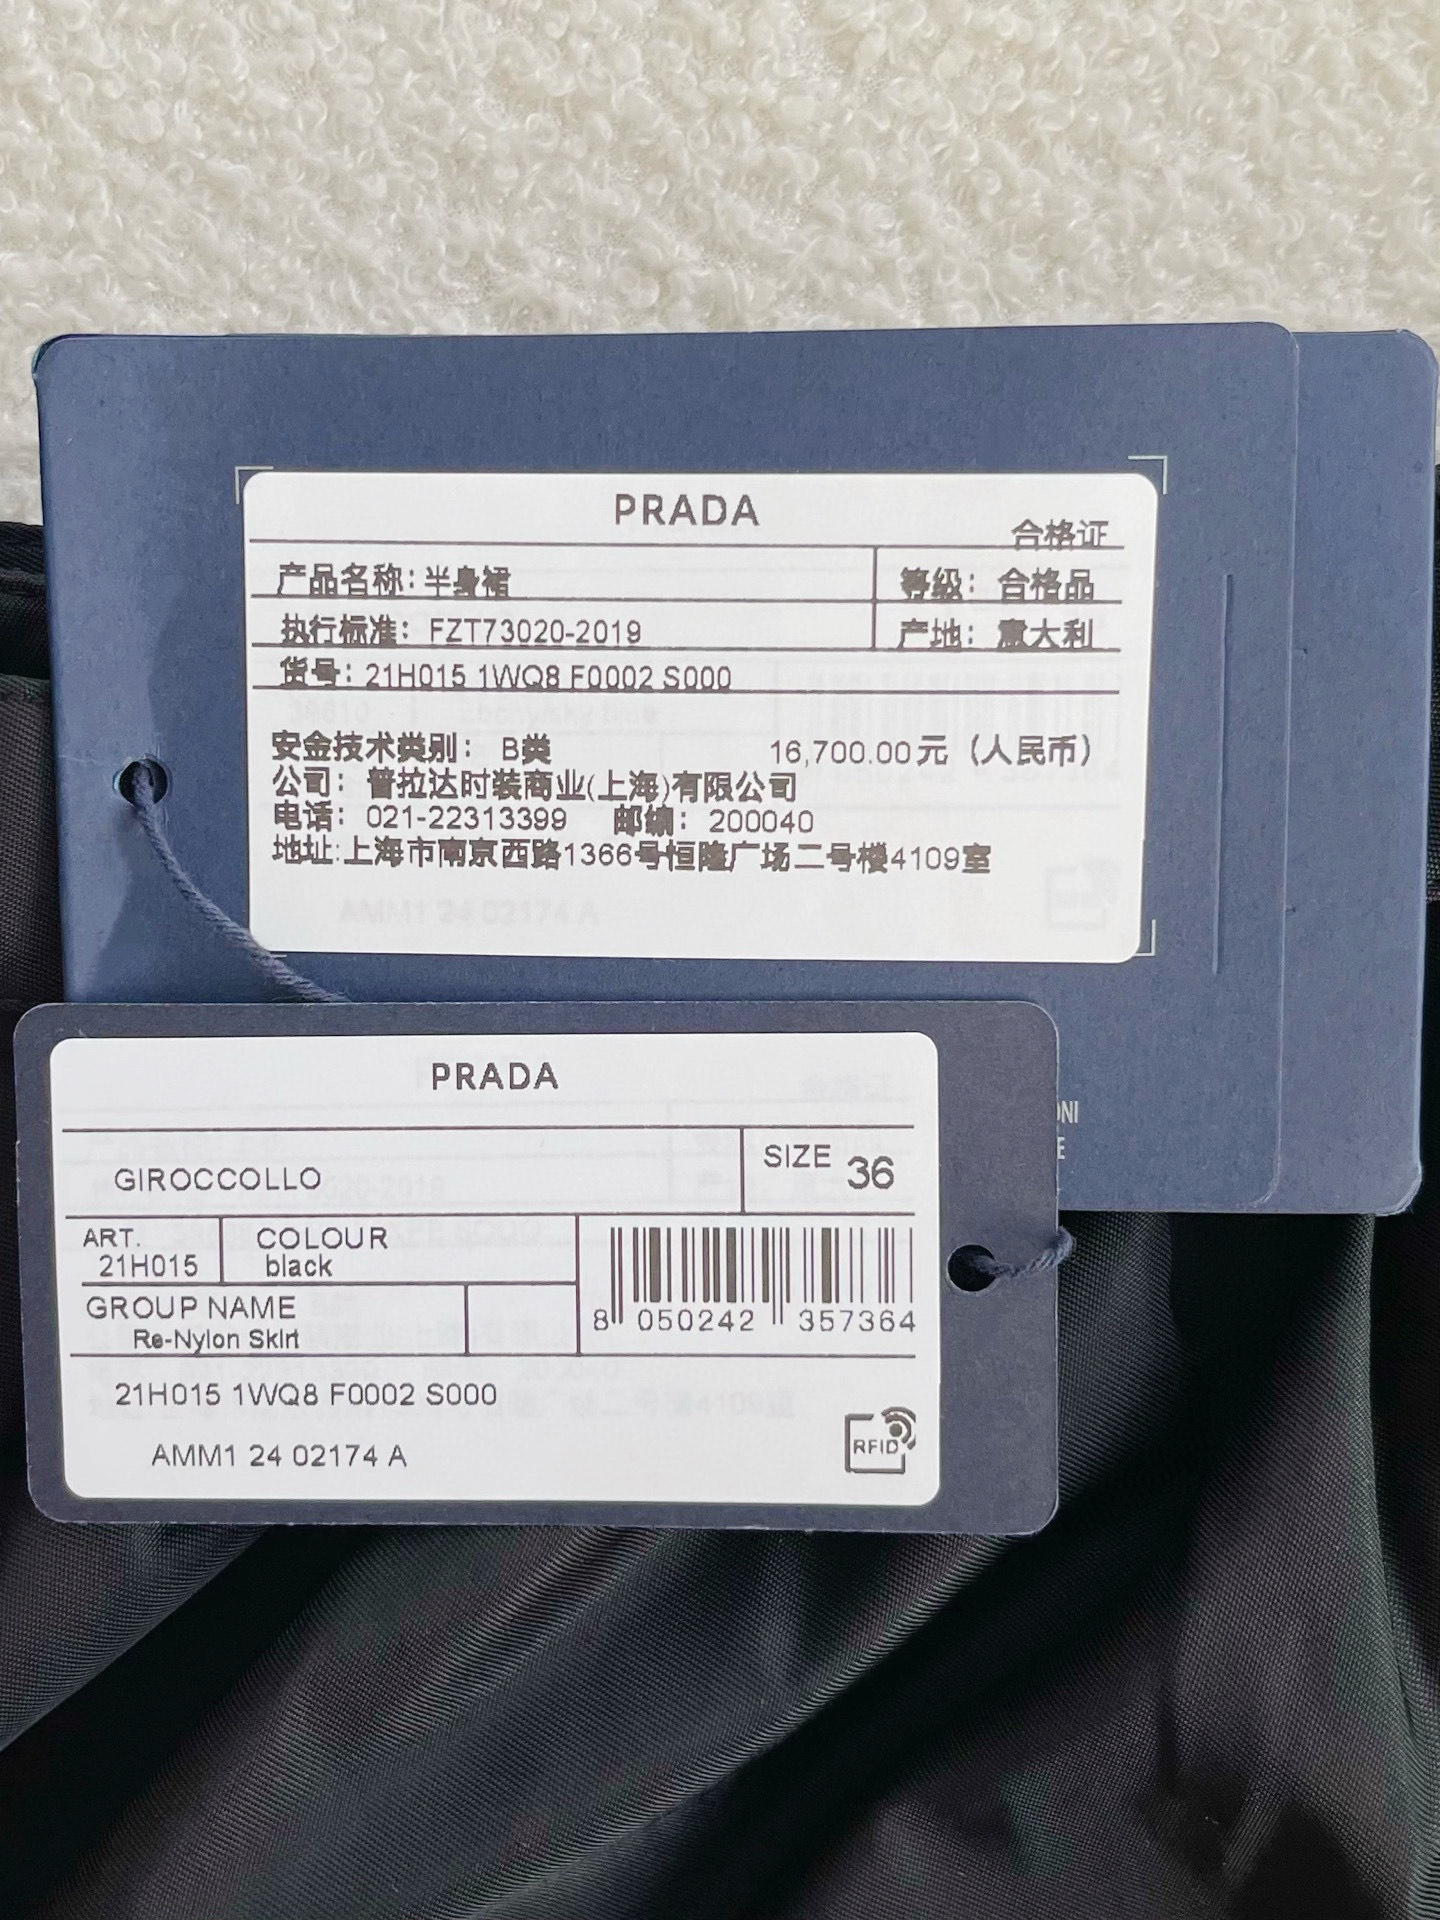 PRADA
合格证
产品名称：半身裙 等级：合格品
执行标准：FZT73020-2019 产地：意大利
货号：21H015 1WQ8 F0002 S000
安全技术类别：B类 16,700.00元（人民币）
公司：普拉达时装商业(上海)有限公司
电话：021-22313399 邮编：200040
地址:上海市南京西路1366号恒隆广场二号楼4109室
AMM1 24 02174 A
ONI
E
PRADA
GIROCCOLLO SIZE 36
ART. COLOUR
21H015 black
GROUP NAME
Re-Nylon Skirt
8 050242 357364
21H015 1WQ8 F0002 S000
AMM1 24 02174 A
RFID